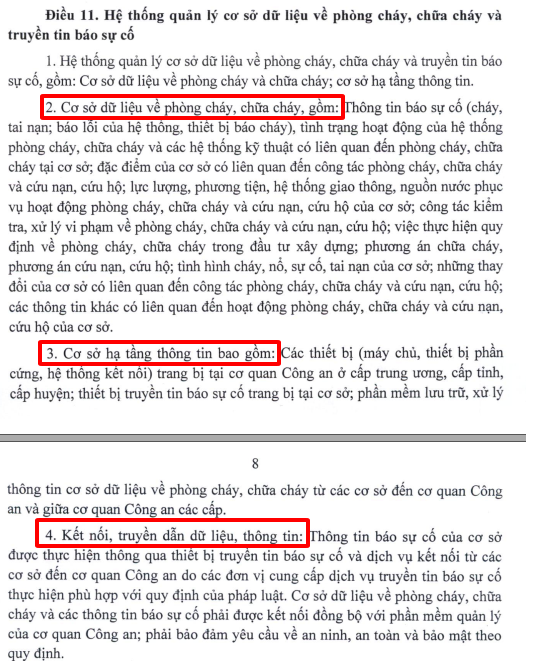 Điều 11. Hệ thống quản lý cơ sở dữ liệu về phòng cháy, chữa cháy và
truyền tin báo sự cố
1. Hệ thống quản lý cơ sở dữ liệu về phòng cháy, chữa cháy và truyền tin báo
sự cố, gồm: Cơ sở dữ liệu về phòng cháy và chữa cháy; cơ sở hạ tầng thông tin.
2. Cơ sở dữ liệu về phòng cháy, chữa cháy, gồm: Thông tin báo sự cố (cháy,
tai nạn; báo lỗi của hệ thống, thiết bị báo cháy), tình trạng hoạt động của hệ thống
phòng cháy, chữa cháy và các hệ thống kỹ thuật có liên quan đến phòng cháy, chữa
cháy tại cơ sở; đặc điểm của cơ sở có liên quan đến công tác phòng cháy, chữa cháy
và cứu nạn, cứu hộ; lực lượng, phương tiện, hệ thống giao thông, nguồn nước phục
vụ hoạt động phòng cháy, chữa cháy và cứu nạn, cứu hộ của cơ sở; công tác kiểm
tra, xử lý vi phạm về phòng cháy, chữa cháy và cứu nạn, cứu hộ; việc thực hiện quy
định về phòng cháy, chữa cháy trong đầu tư xây dựng; phương án chữa cháy,
phương án cứu nạn, cứu hộ; tình hình cháy, nổ, sự cố, tai nạn của cơ sở; những thay
đổi của cơ sở có liên quan đến công tác phòng cháy, chữa cháy và cứu nạn, cứu hộ;
các thông tin khác có liên quan đến hoạt động phòng cháy, chữa cháy và cứu nạn,
cứu hộ của cơ sở.
3. Cơ sở hạ tầng thông tin bao gồm: Các thiết bị (máy chủ, thiết bị phần
cứng, hệ thống kết nối) trang bị tại cơ quan Công an ở cấp trung ương, cấp tỉnh,
cấp huyện; thiết bị truyền tin báo sự cố trang bị tại cơ sở; phần mềm lưu trữ, xử lý
8
thông tin cơ sở dữ liệu về phòng cháy, chữa cháy từ các cơ sở đến cơ quan Công
an và giữa cơ quan Công an các cấp.
4. Kết nối, truyền dẫn dữ liệu, thông tin: Thông tin báo sự cố của cơ sở
được thực hiện thông qua thiết bị truyền tin báo sự cố và dịch vụ kết nối từ các
cơ sở đến cơ quan Công an do các đơn vị cung cấp dịch vụ truyền tin báo sự cố
thực hiện phù hợp với quy định của pháp luật. Cơ sở dữ liệu về phòng cháy, chữa
cháy và các thông tin báo sự cố phải được kết nối đồng bộ với phần mềm quản lý
của cơ quan Công an; phải bảo đảm yêu cầu về an ninh, an toàn và bảo mật theo
quy định.